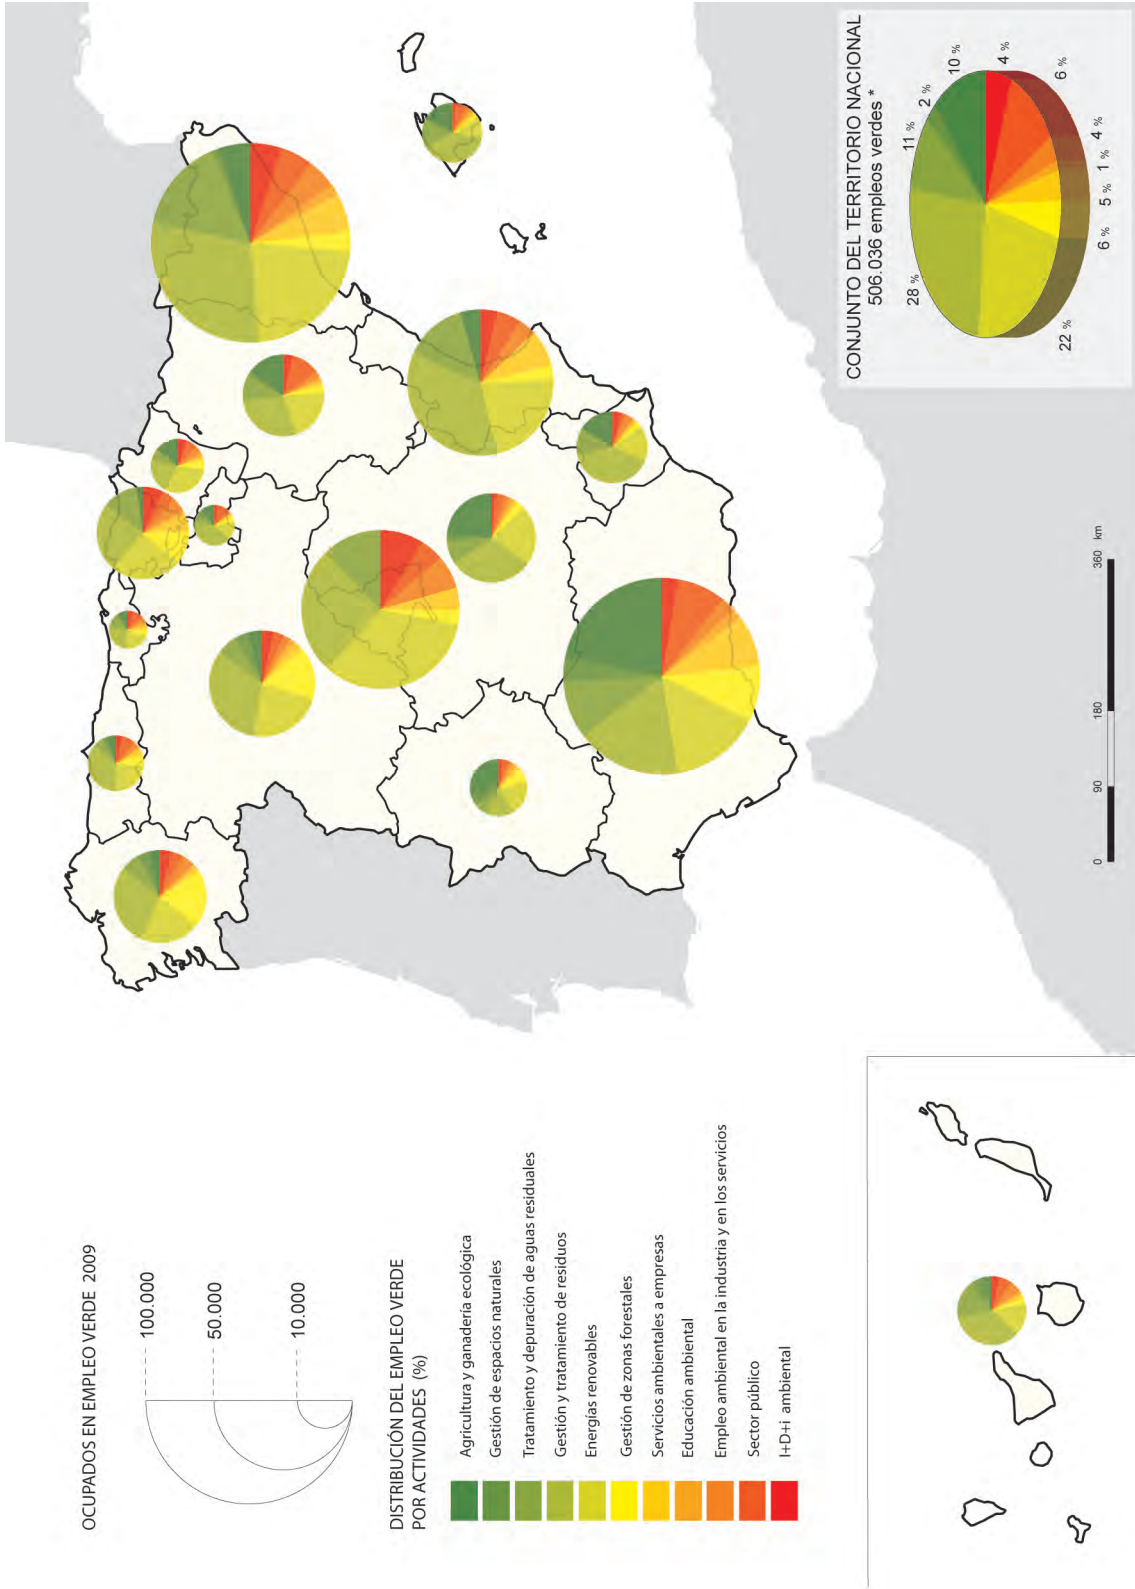 OCUPADOS EN EMPLEO VERDE 2009
100.000
50.000
10.000
DISTRIBUCIÓN DEL EMPLEO VERDE
POR ACTIVIDADES (%)
Agricultura y ganadería ecológica
Gestión de espacios naturales
Tratamiento y depuración de aguas residuales
Gestión y tratamiento de residuos
Energías renovables
Gestión de zonas forestales
Servicios ambientales a empresas
Educación ambiental
Empleo ambiental en la industria y en los servicios
Sector público
I+D+i ambiental
0 90 180 360 km
CONJUNTO DEL TERRITORIO NACIONAL
506.036 empleos verdes *
28 %
11 %
2 %
10 %
4 %
6 %
4 %
1 %
5 %
6 %
22 %